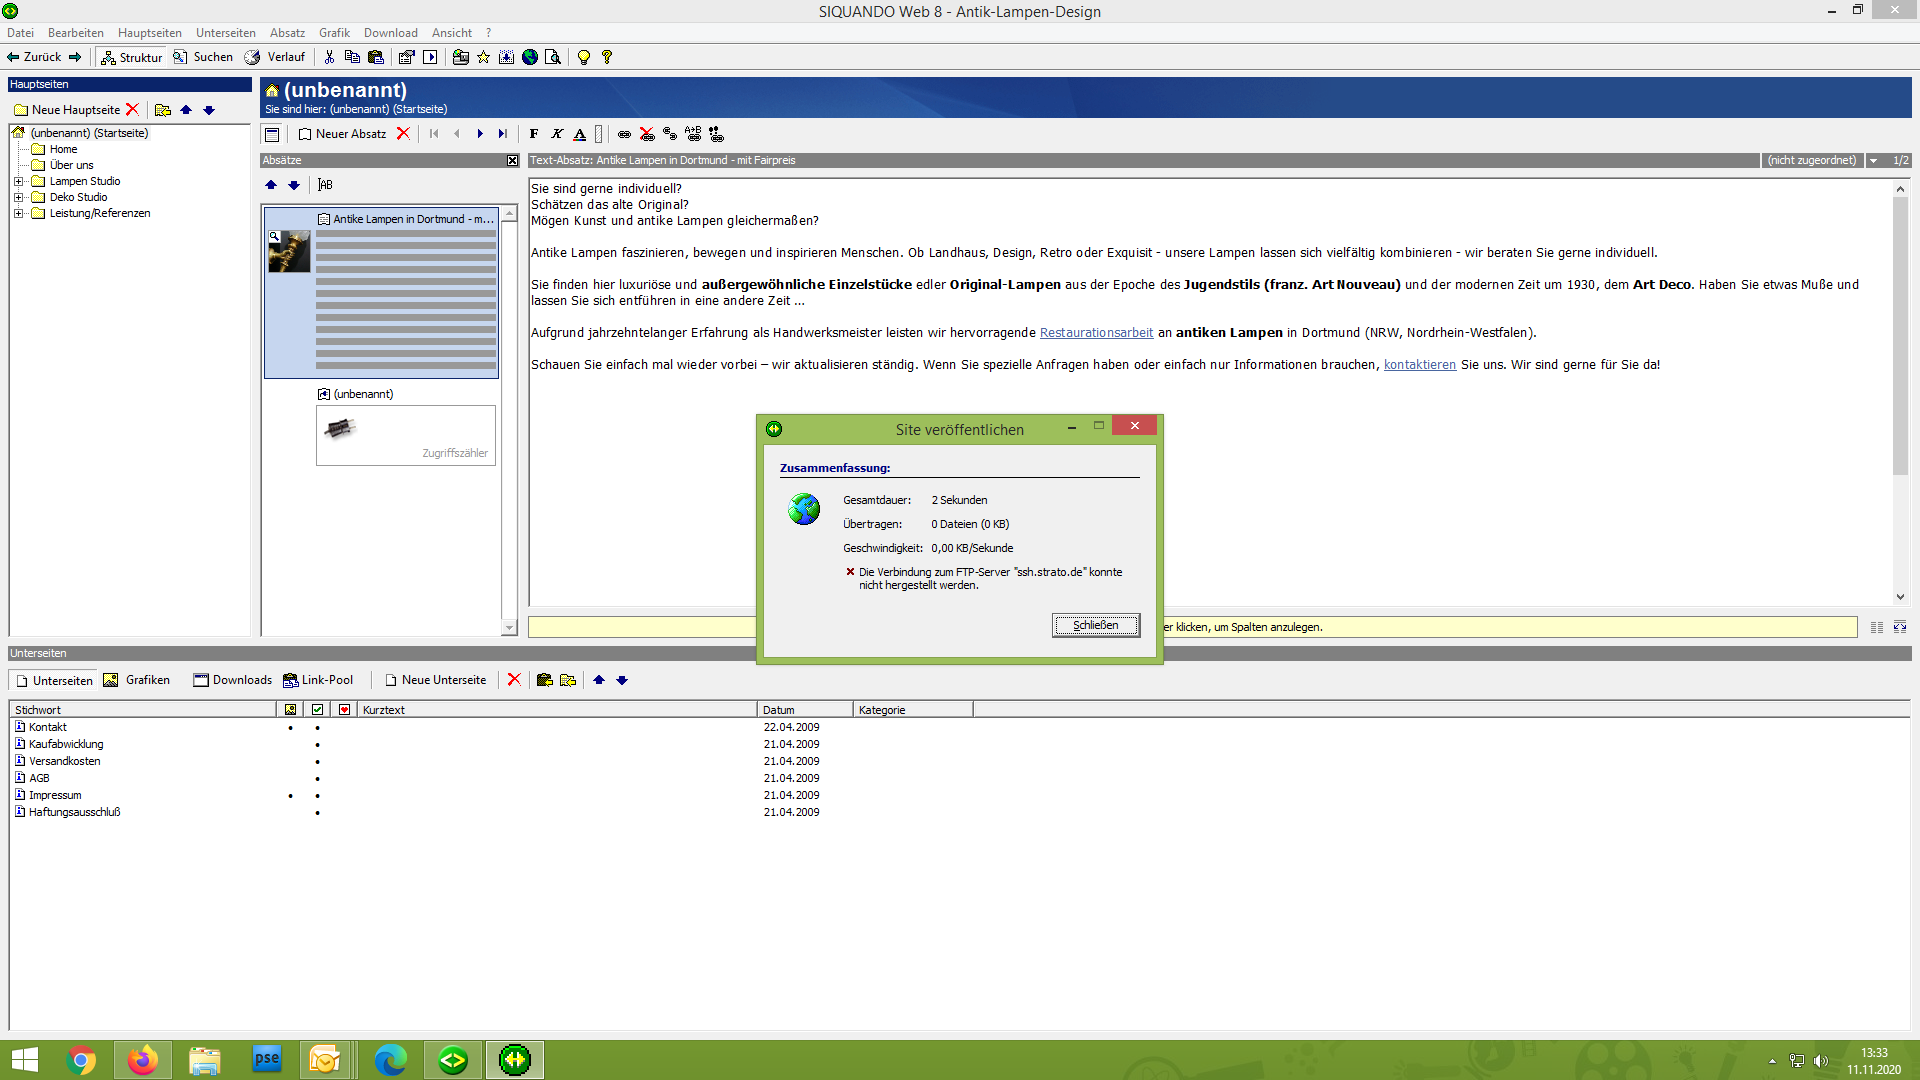 SIQUANDO Web 8 - Antik-Lampen-Design
Datei Bearbeiten Hauptseiten Unterseiten Absatz Grafik Download Ansicht ?
Zurück Struktur Suchen Verlauf
Hauptseiten
Neue Hauptseite
(unbenannt) (Startseite)
Home
Über uns
Lampen Studio
Deko Studio
Leistung/Referenzen
(unbenannt)
Sie sind hier: (unbenannt) (Startseite)
Neuer Absatz F K A A→B
Absätze
AB
Antike Lampen in Dortmund - m...
(unbenannt)
Zugriffszähler
Text-Absatz: Antike Lampen in Dortmund - mit Fairpreis (nicht zugeordnet) 1/2
Sie sind gerne individuell?
Schätzen das alte Original?
Mögen Kunst und antike Lampen gleichermaßen?
Antike Lampen faszinieren, bewegen und inspirieren Menschen. Ob Landhaus, Design, Retro oder Exquisit - unsere Lampen lassen sich vielfältig kombinieren - wir beraten Sie gerne individuell.
Sie finden hier luxuriöse und außergewöhnliche Einzelstücke edler Original-Lampen aus der Epoche des Jugendstils (franz. Art Nouveau) und der modernen Zeit um 1930, dem Art Deco. Haben Sie etwas Muße und
lassen Sie sich entführen in eine andere Zeit ...
Aufgrund jahrzehntelanger Erfahrung als Handwerksmeister leisten wir hervorragende Restaurationsarbeit an antiken Lampen in Dortmund (NRW, Nordrhein-Westfalen).
Schauen Sie einfach mal wieder vorbei – wir aktualisieren ständig. Wenn Sie spezielle Anfragen haben oder einfach nur Informationen brauchen, kontaktieren Sie uns. Wir sind gerne für Sie da!
er klicken, um Spalten anzulegen.
Site veröffentlichen
Zusammenfassung:
Gesamtdauer: 2 Sekunden
Übertragen: 0 Dateien (0 KB)
Geschwindigkeit: 0,00 KB/Sekunde
Die Verbindung zum FTP-Server "ssh.strato.de" konnte
nicht hergestellt werden.
Schließen
Unterseiten
Unterseiten Grafiken Downloads Link-Pool Neue Unterseite
Stichwort Kurztext Datum Kategorie
Kontakt 22.04.2009
Kaufabwicklung 21.04.2009
Versandkosten 21.04.2009
AGB 21.04.2009
Impressum 21.04.2009
Haftungsausschluß 21.04.2009
pse
13:33
11.11.2020